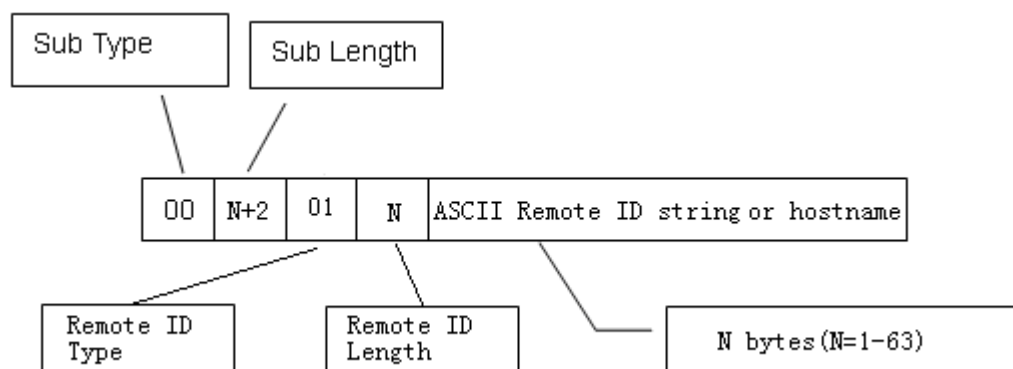 Sub Type
Sub Length
00
N+2
01
N
ASCII Remote ID string or hostname
Remote ID
Type
Remote ID
Length
N bytes(N=1-63)